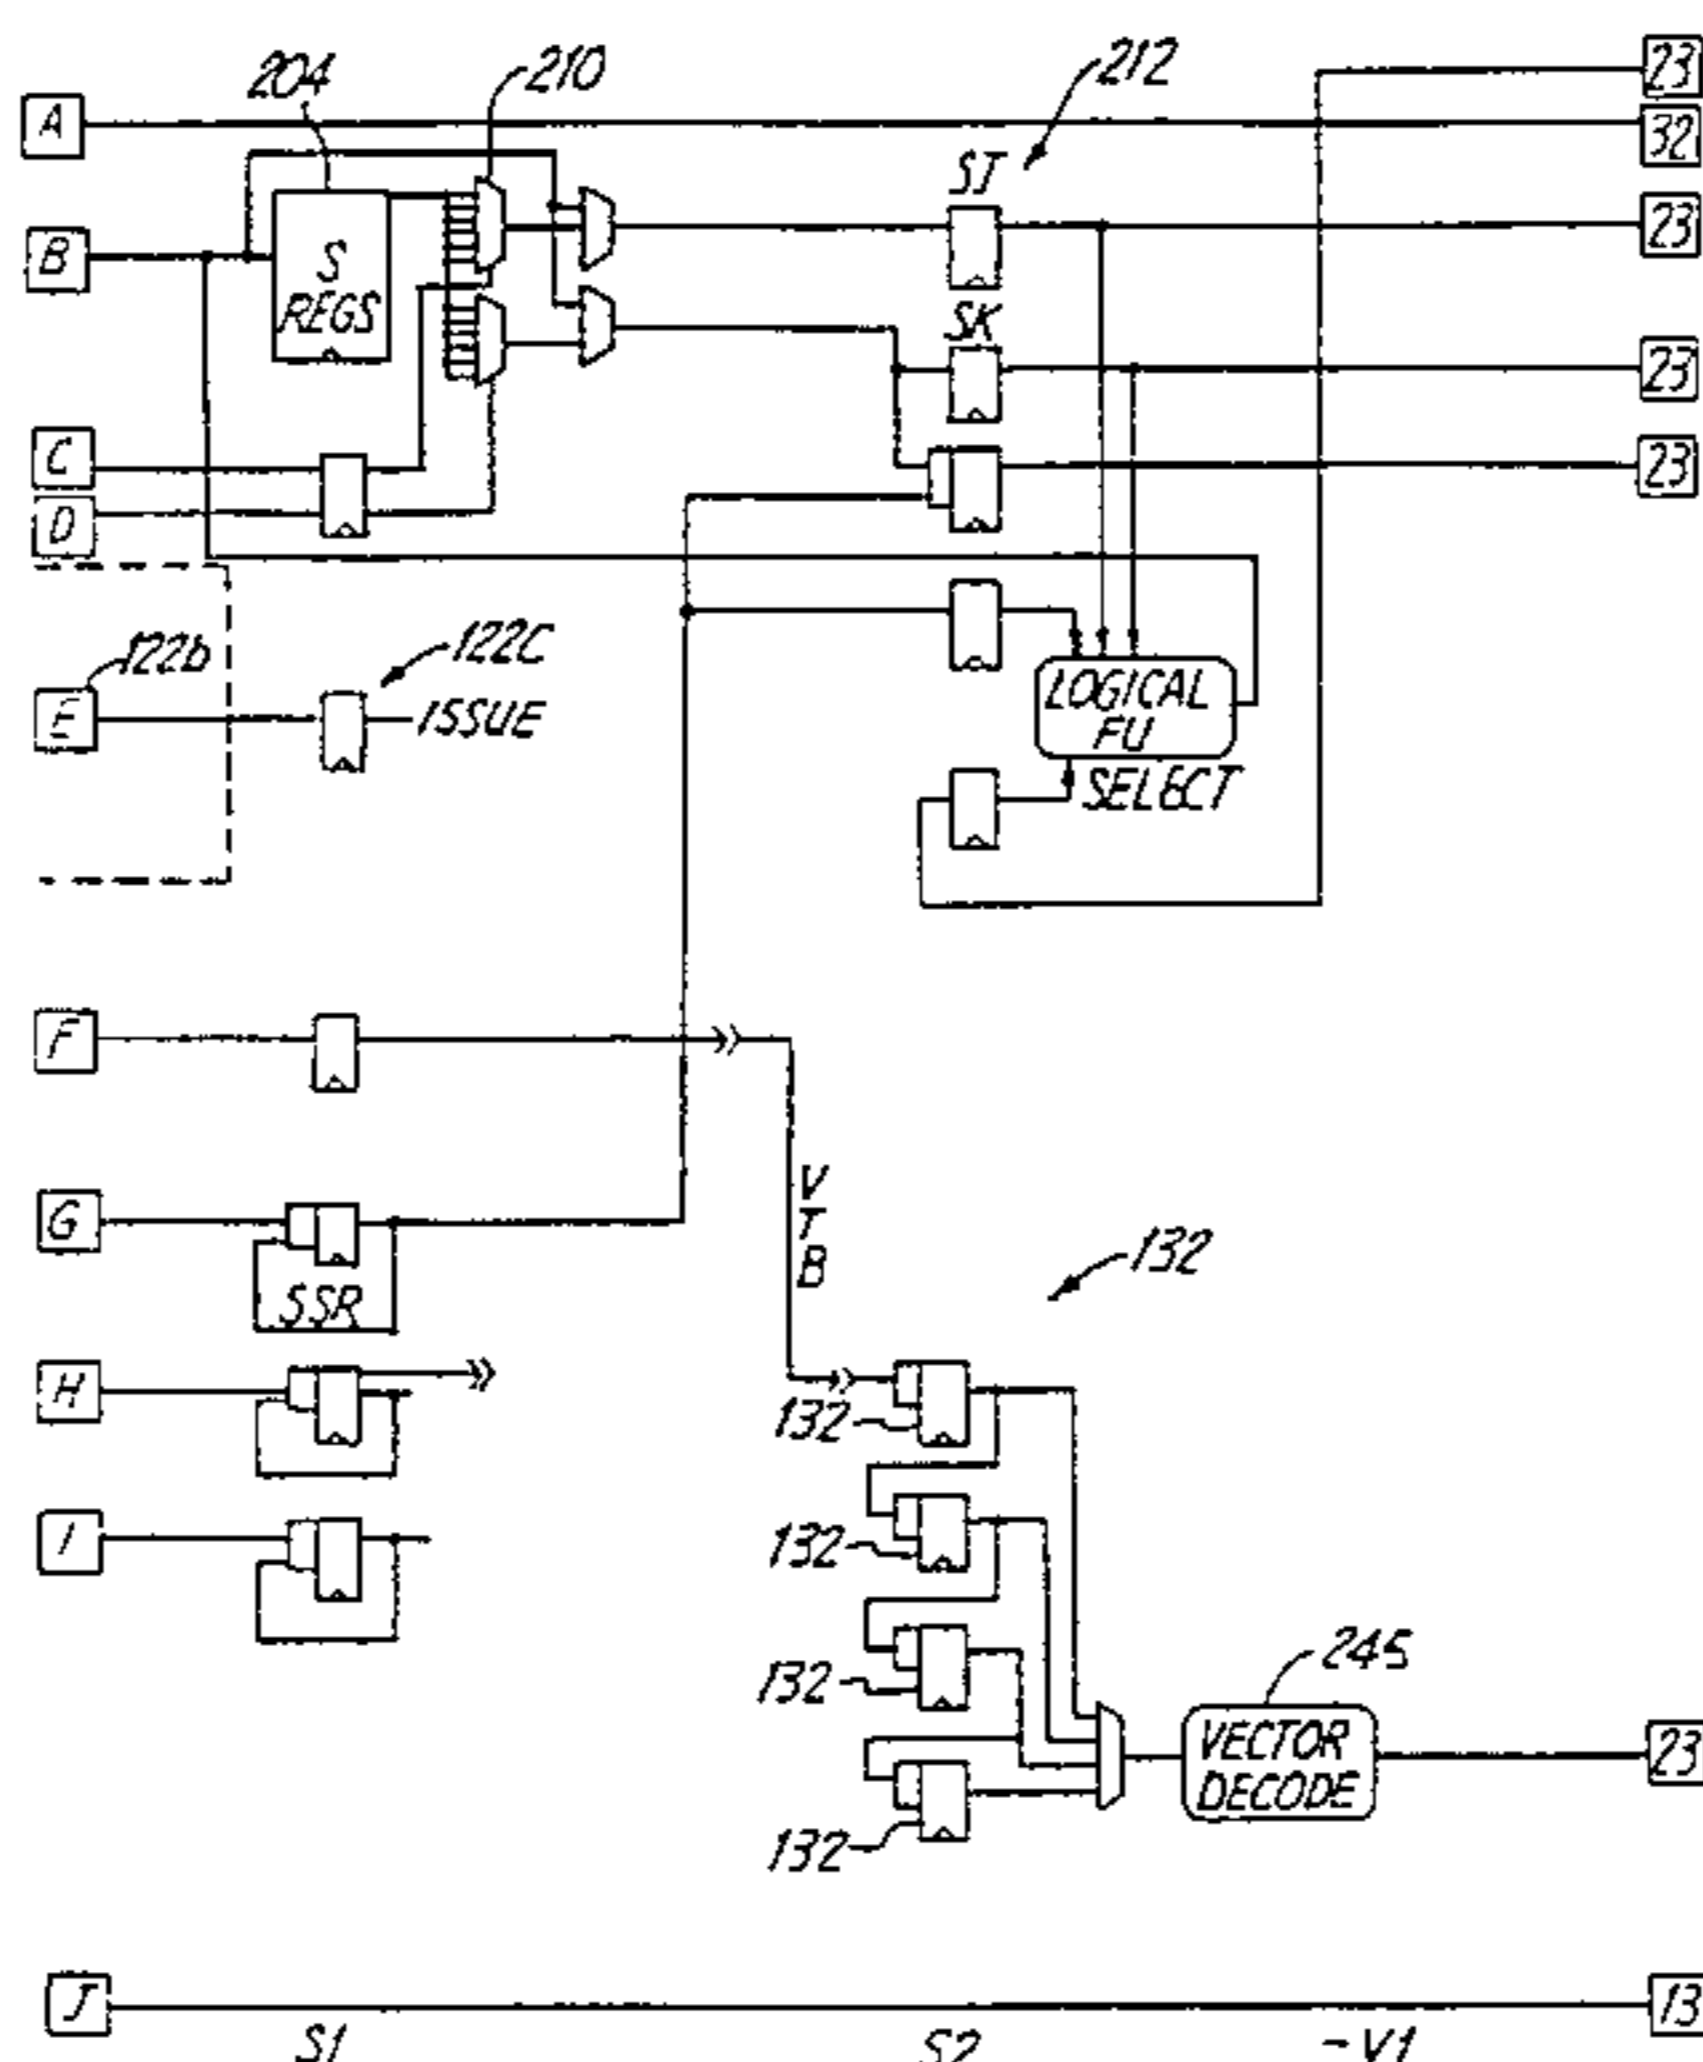 204
210
212
23
A
32
SJ
23
B
S
REGS
SK
23
C
23
D
122b
122C
E
ISSUE
LOGICAL
FU
SELECT
F
V
T
B
G
132
SSR
H
132
I
132
132
245
VECTOR
DECODE
23
132
J
13
S1
S2
-V1